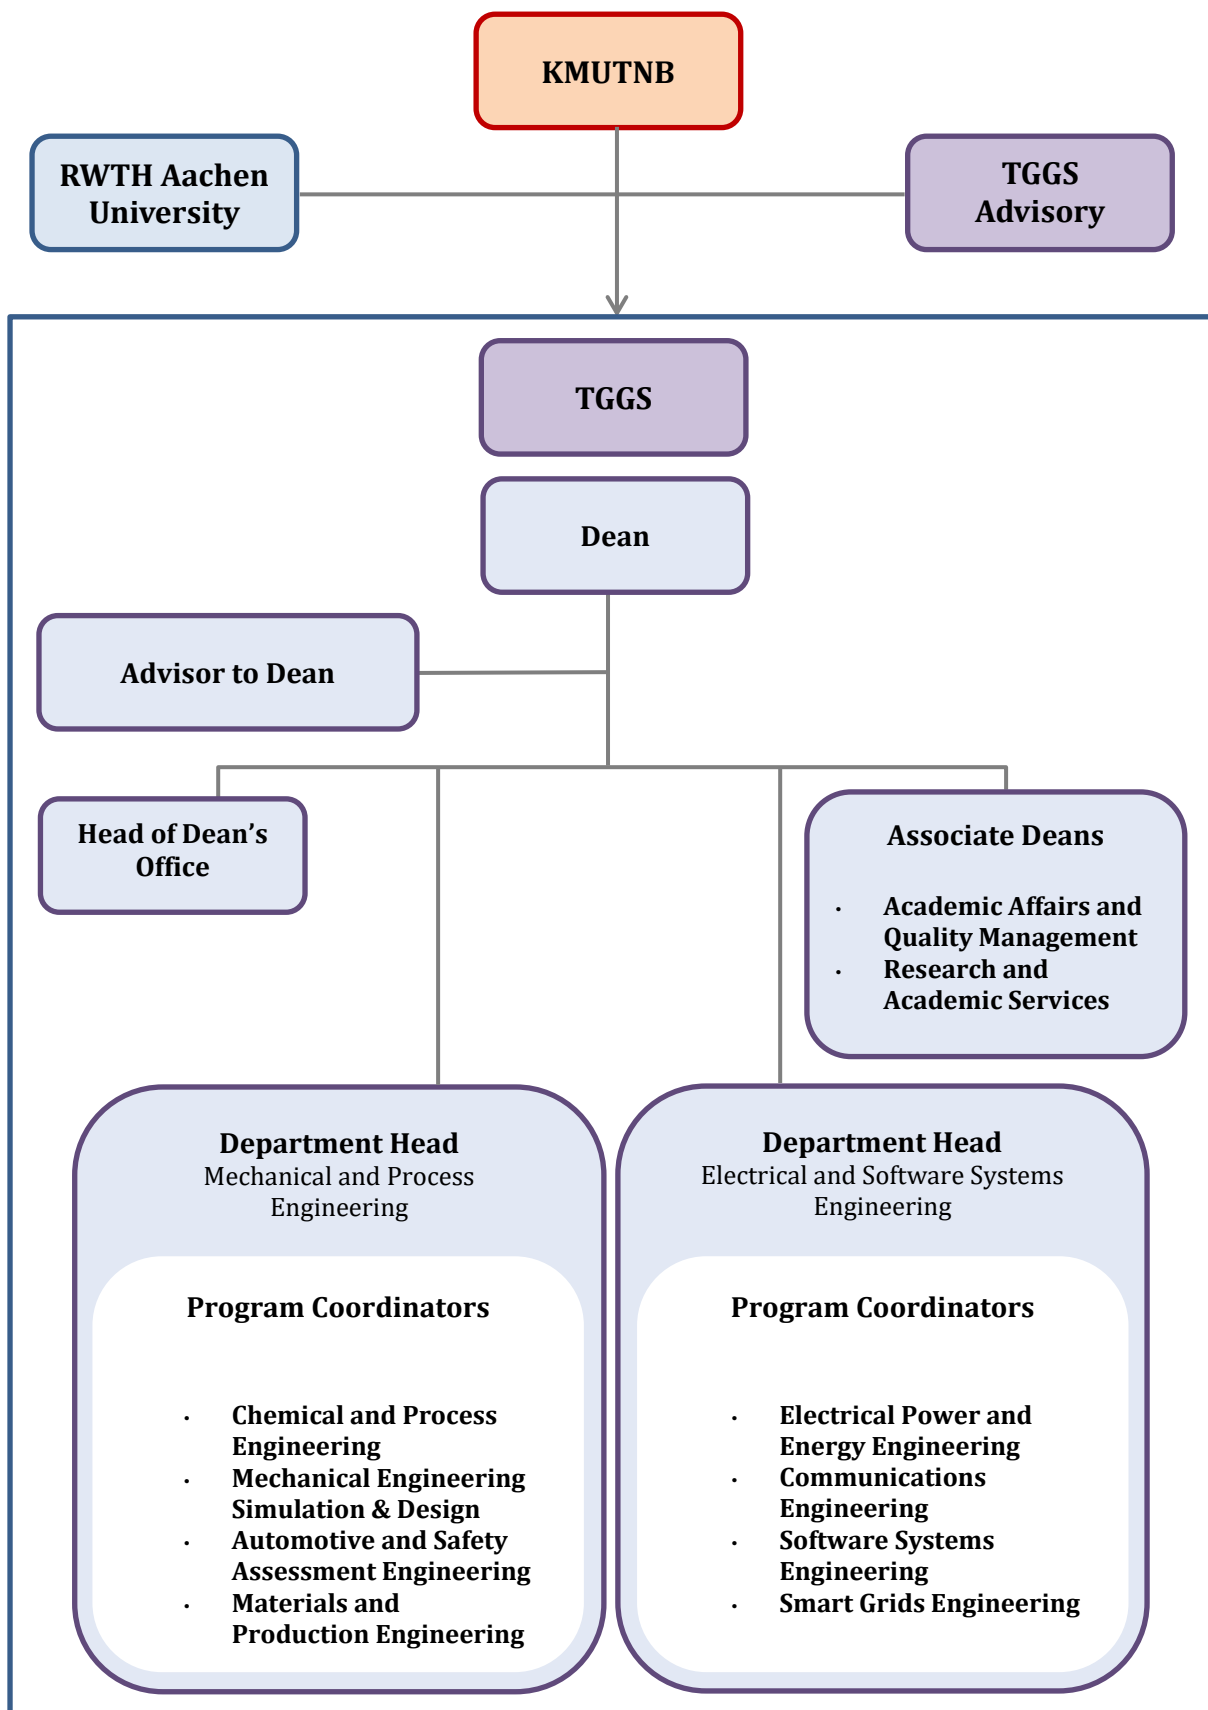 KMUTNB
RWTH Aachen
University
TGGS
Advisory
TGGS
Dean
Advisor to Dean
Head of Dean’s
Office
Associate Deans
· Academic Affairs and
Quality Management
· Research and
Academic Services
Department Head
Mechanical and Process
Engineering
Program Coordinators
· Chemical and Process
Engineering
· Mechanical Engineering
Simulation & Design
· Automotive and Safety
Assessment Engineering
· Materials and
Production Engineering
Department Head
Electrical and Software Systems
Engineering
Program Coordinators
· Electrical Power and
Energy Engineering
· Communications
Engineering
· Software Systems
Engineering
· Smart Grids Engineering